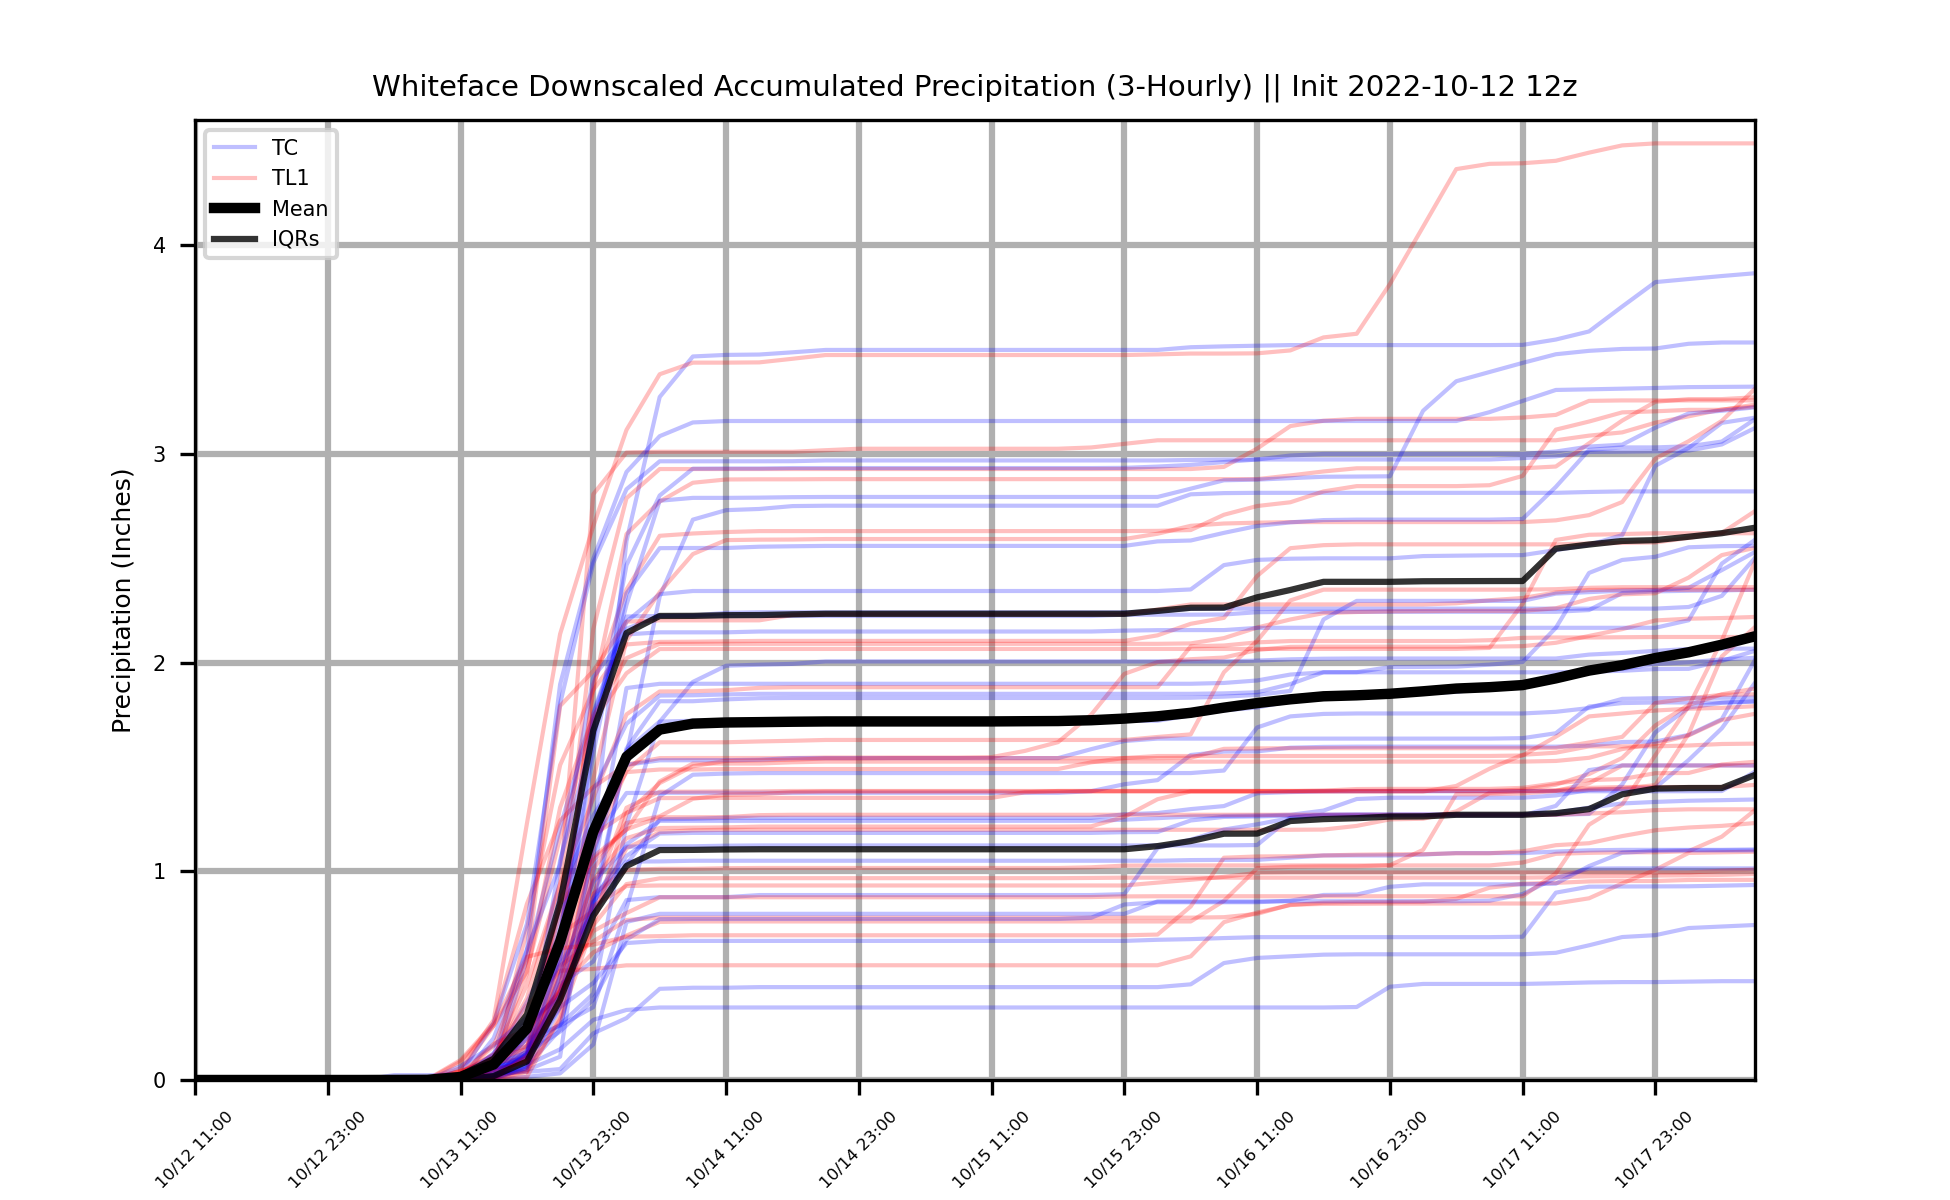 Whiteface Downscaled Accumulated Precipitation (3-Hourly) || Init 2022-10-12 12z
TC
TL1
Mean
IQRs
Precipitation (Inches)
4
3
2
1
0
10/12 11:00
10/12 23:00
10/13 11:00
10/13 23:00
10/14 11:00
10/14 23:00
10/15 11:00
10/15 23:00
10/16 11:00
10/16 23:00
10/17 11:00
10/17 23:00